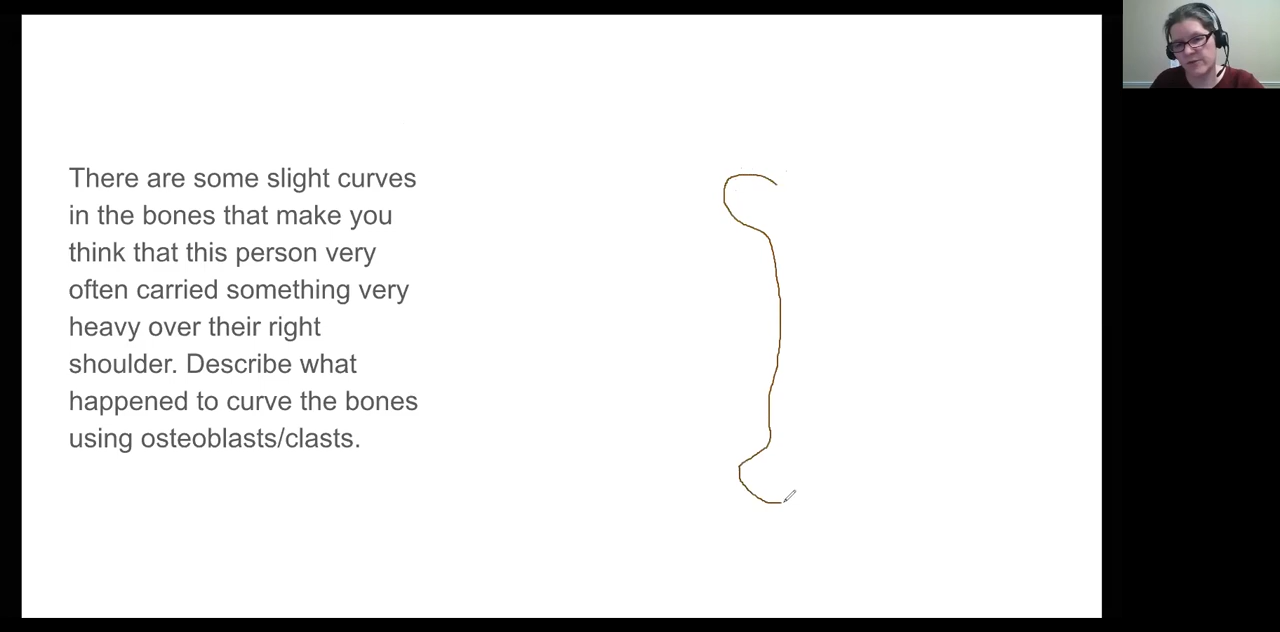 There are some slight curves
in the bones that make you
think that this person very
often carried something very
heavy over their right
shoulder. Describe what
happened to curve the bones
using osteoblasts/clasts.